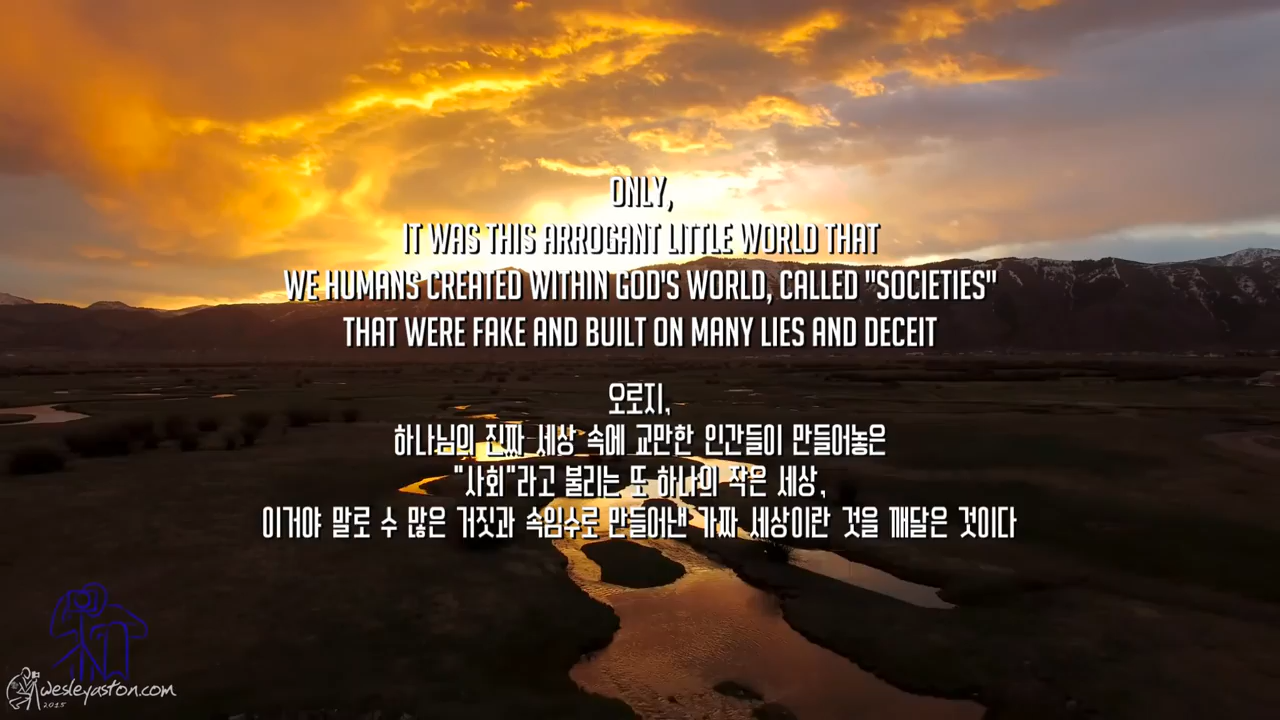 ONLY,
IT WAS THIS ARROGANT LITTLE WORLD THAT
WE HUMANS CREATED WITHIN GOD'S WORLD, CALLED "SOCIETIES"
THAT WERE FAKE AND BUILT ON MANY LIES AND DECEIT
오로지,
하나님의 진짜 세상 속에 교만한 인간들이 만들어놓은
"사회"라고 불리는 또 하나의 작은 세상,
이거야 말로 수 많은 거짓과 속임수로 만들어낸 가짜 세상이란 것을 깨달은 것이다
wesleyaston.com
2015